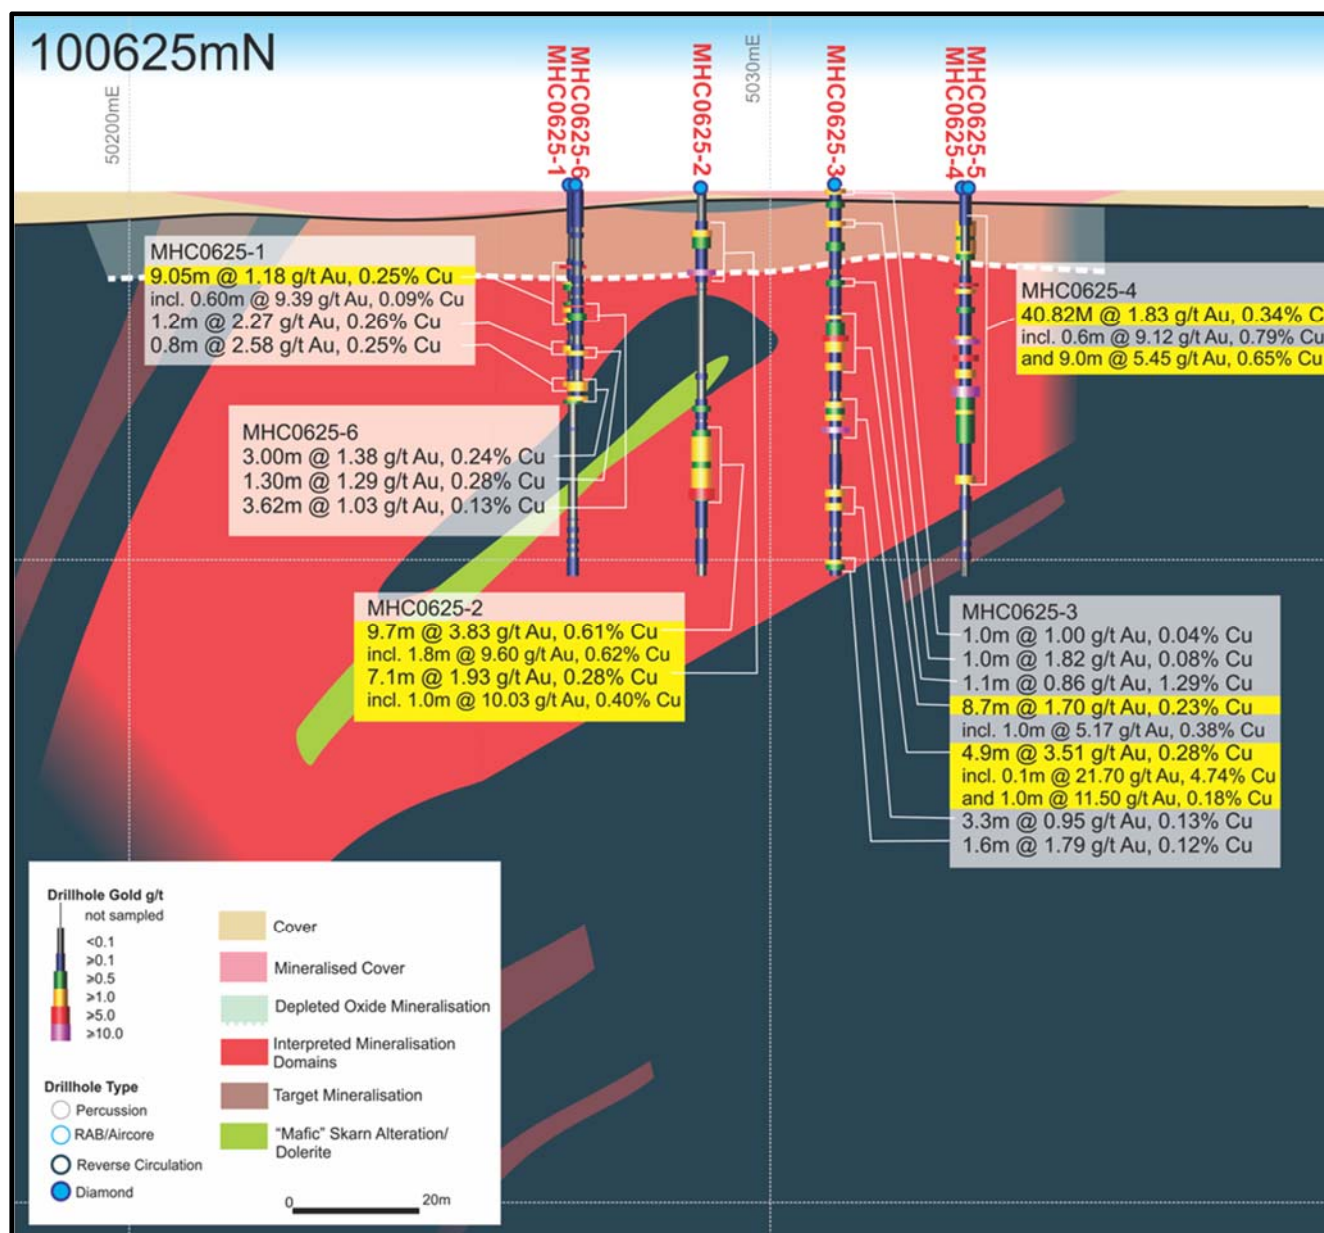 100625mN
50200mE
MHC0625-1
MHC0625-6
MHC0625-2
5030mE
MHC0625-3
MHC0625-4
MHC0625-5
MHC0625-1
9.05m @ 1.18 g/t Au, 0.25% Cu
incl. 0.60m @ 9.39 g/t Au, 0.09% Cu
1.2m @ 2.27 g/t Au, 0.26% Cu
0.8m @ 2.58 g/t Au, 0.25% Cu
MHC0625-4
40.82M @ 1.83 g/t Au, 0.34% C
incl. 0.6m @ 9.12 g/t Au, 0.79% Cu
and 9.0m @ 5.45 g/t Au, 0.65% Cu
MHC0625-6
3.00m @ 1.38 g/t Au, 0.24% Cu
1.30m @ 1.29 g/t Au, 0.28% Cu
3.62m @ 1.03 g/t Au, 0.13% Cu
MHC0625-2
9.7m @ 3.83 g/t Au, 0.61% Cu
incl. 1.8m @ 9.60 g/t Au, 0.62% Cu
7.1m @ 1.93 g/t Au, 0.28% Cu
incl. 1.0m @ 10.03 g/t Au, 0.40% Cu
MHC0625-3
1.0m @ 1.00 g/t Au, 0.04% Cu
1.0m @ 1.82 g/t Au, 0.08% Cu
1.1m @ 0.86 g/t Au, 1.29% Cu
8.7m @ 1.70 g/t Au, 0.23% Cu
incl. 1.0m @ 5.17 g/t Au, 0.38% Cu
4.9m @ 3.51 g/t Au, 0.28% Cu
incl. 0.1m @ 21.70 g/t Au, 4.74% Cu
and 1.0m @ 11.50 g/t Au, 0.18% Cu
3.3m @ 0.95 g/t Au, 0.13% Cu
1.6m @ 1.79 g/t Au, 0.12% Cu
Drillhole Gold g/t
not sampled
<0.1
≥0.1
≥0.5
≥1.0
≥5.0
≥10.0
Drillhole Type
Percussion
RAB/Aircore
Reverse Circulation
Diamond
Cover
Mineralised Cover
Depleted Oxide Mineralisation
Interpreted Mineralisation
Domains
Target Mineralisation
"Mafic" Skarn Alteration/
Dolerite
0 20m